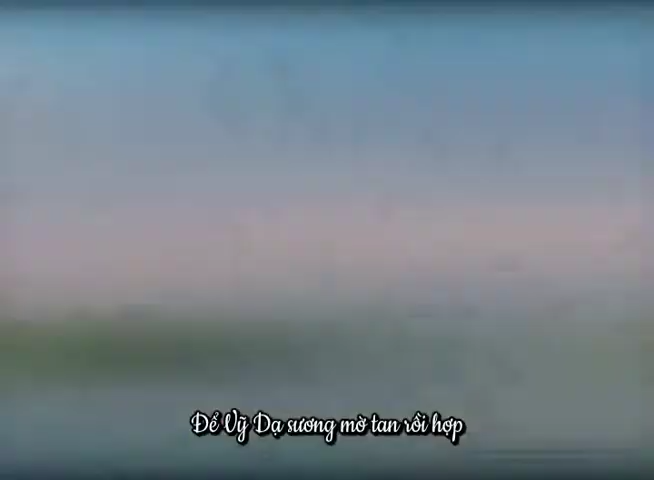 Để Vỹ Dạ sương mờ tan rồi hợp